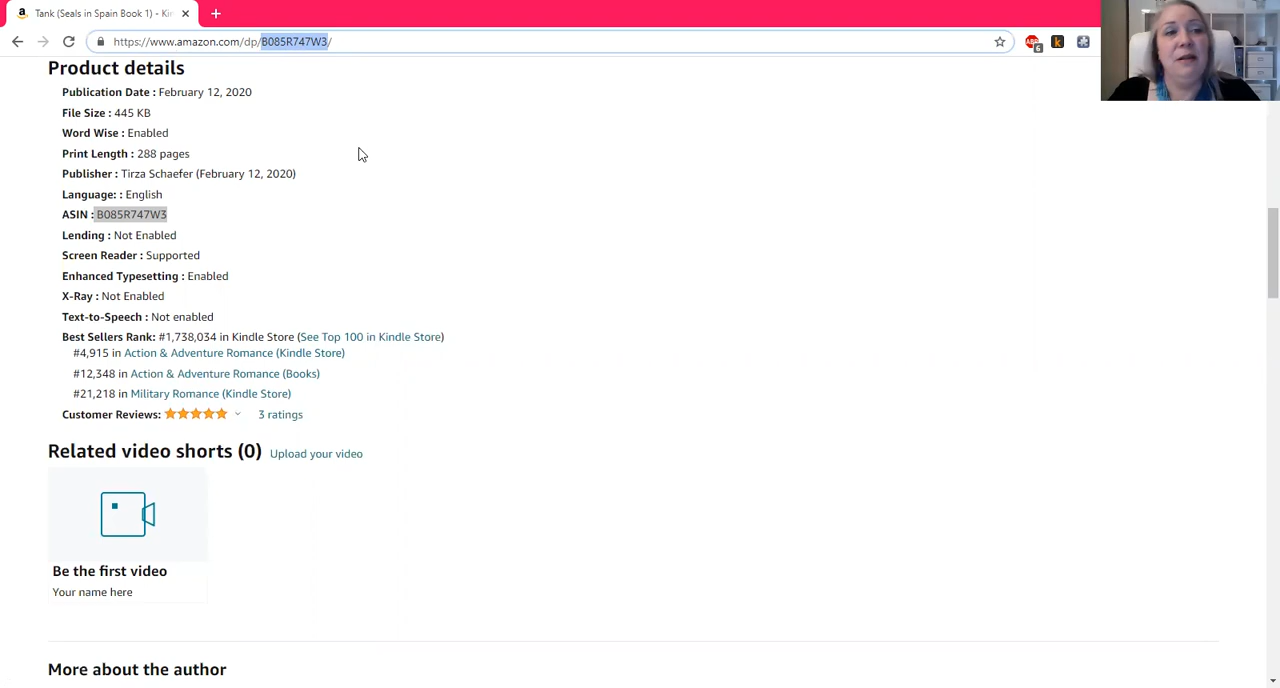 Tank (Seals in Spain Book 1) - Kin
https://www.amazon.com/dp/B085R747W3/
6
k
Product details
Publication Date : February 12, 2020
File Size : 445 KB
Word Wise : Enabled
Print Length : 288 pages
Publisher : Tirza Schaefer (February 12, 2020)
Language: : English
ASIN : B085R747W3
Lending : Not Enabled
Screen Reader : Supported
Enhanced Typesetting : Enabled
X-Ray : Not Enabled
Text-to-Speech : Not enabled
Best Sellers Rank: #1,738,034 in Kindle Store (See Top 100 in Kindle Store)
#4,915 in Action & Adventure Romance (Kindle Store)
#12,348 in Action & Adventure Romance (Books)
#21,218 in Military Romance (Kindle Store)
Customer Reviews: 3 ratings
Related video shorts (0) Upload your video
Be the first video
Your name here
More about the author